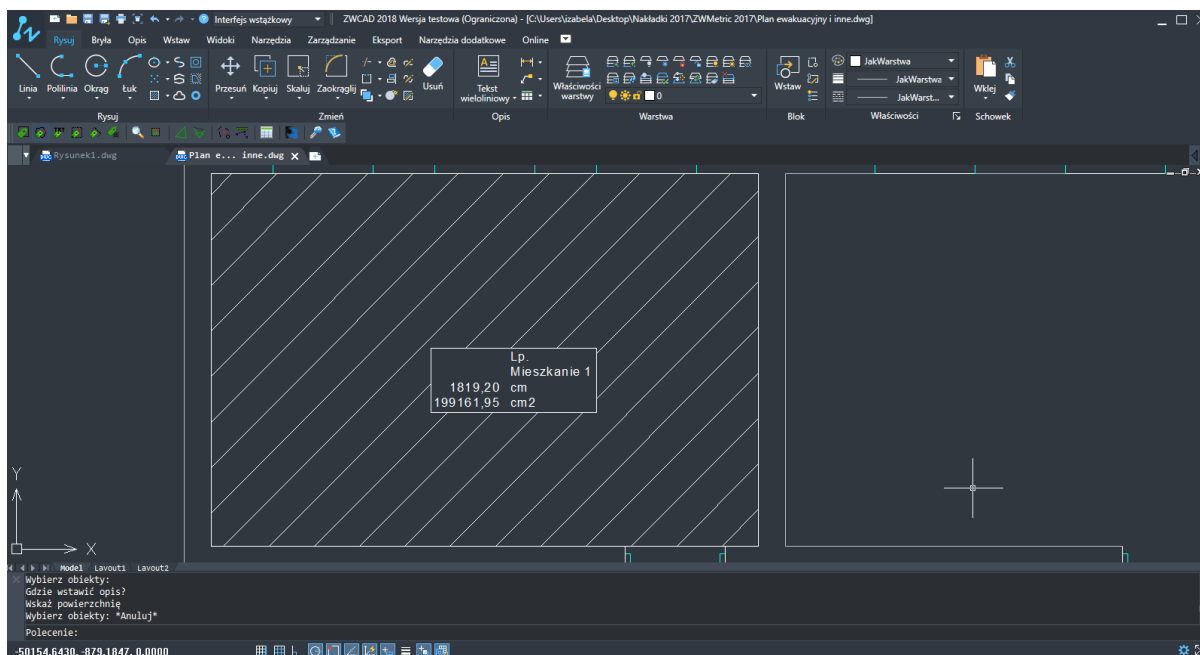 Interfejs wstążkowy
ZWCAD 2018 Wersja testowa (Ograniczona) - [C:\Users\izabela\Desktop\Nakładki 2017\ZWMetric 2017\Plan ewakuacyjny i inne.dwg]
Rysuj Bryła Opis Wstaw Widoki Narzędzia Zarządzanie Eksport Narzędzia dodatkowe Online
Linia Polilinia Okrąg Łuk
Przesuń Kopiuj Skaluj Zaokrąglij
Usuń
Tekst
wieloliniowy
Właściwości
warstwy
0
Wstaw
JakWarstwa
JakWarstwa
JakWarst...
Wklej
Rysuj Zmień Opis Warstwa Blok Właściwości Schowek
Rysunek1.dwg
Plan e... inne.dwg
Lp.
Mieszkanie 1
1819,20 cm
199161,95 cm2
Y
X
Model Layout1 Layout2
Wybierz obiekty:
Gdzie wstawić opis?
Wskaż powierzchnię
Wybierz obiekty: *Anuluj*
Polecenie:
-50154.6430, -879.1847, 0.0000